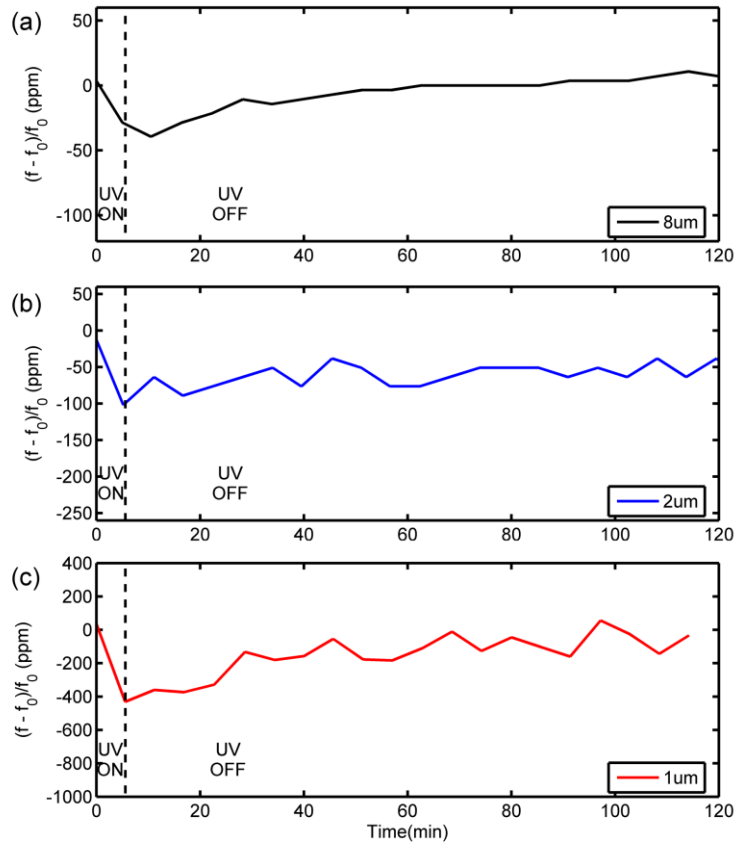 (a)
50
0
-50
-100
(f - f0)/f0 (ppm)
UV
ON
UV
OFF
8um
0 20 40 60 80 100 120
(b)
50
0
-50
-100
-150
-200
-250
(f - f0)/f0 (ppm)
UV
ON
UV
OFF
2um
0 20 40 60 80 100 120
(c)
400
200
0
-200
-400
-600
-800
-1000
(f - f0)/f0 (ppm)
UV
ON
UV
OFF
1um
0 20 40 60 80 100 120
Time(min)